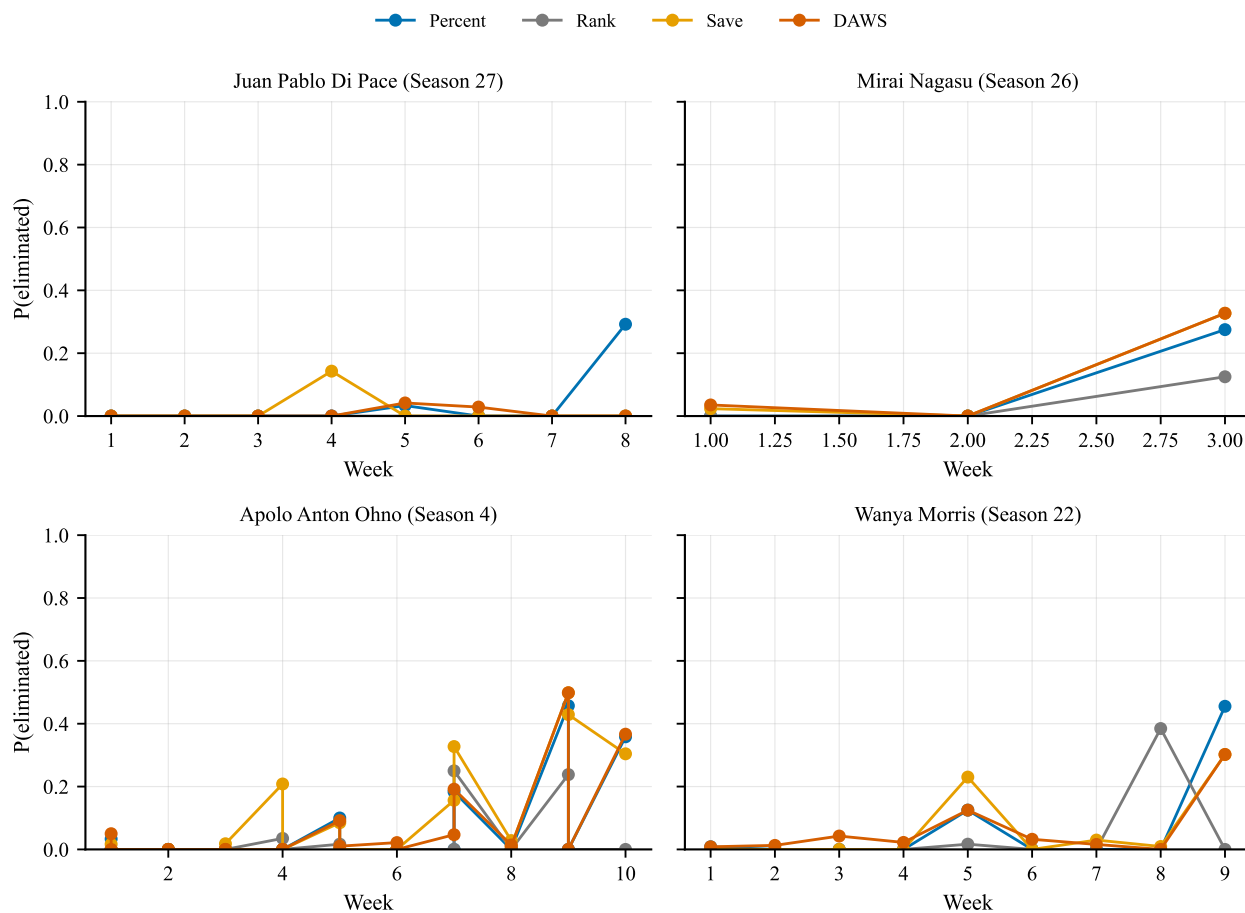 Percent Rank Save DAWS
Juan Pablo Di Pace (Season 27)
1.0
0.8
0.6
0.4
0.2
0.0
P(eliminated)
1 2 3 4 5 6 7 8
Week
Mirai Nagasu (Season 26)
1.00 1.25 1.50 1.75 2.00 2.25 2.50 2.75 3.00
Week
Apolo Anton Ohno (Season 4)
1.0
0.8
0.6
0.4
0.2
0.0
P(eliminated)
2 4 6 8 10
Week
Wanya Morris (Season 22)
1 2 3 4 5 6 7 8 9
Week